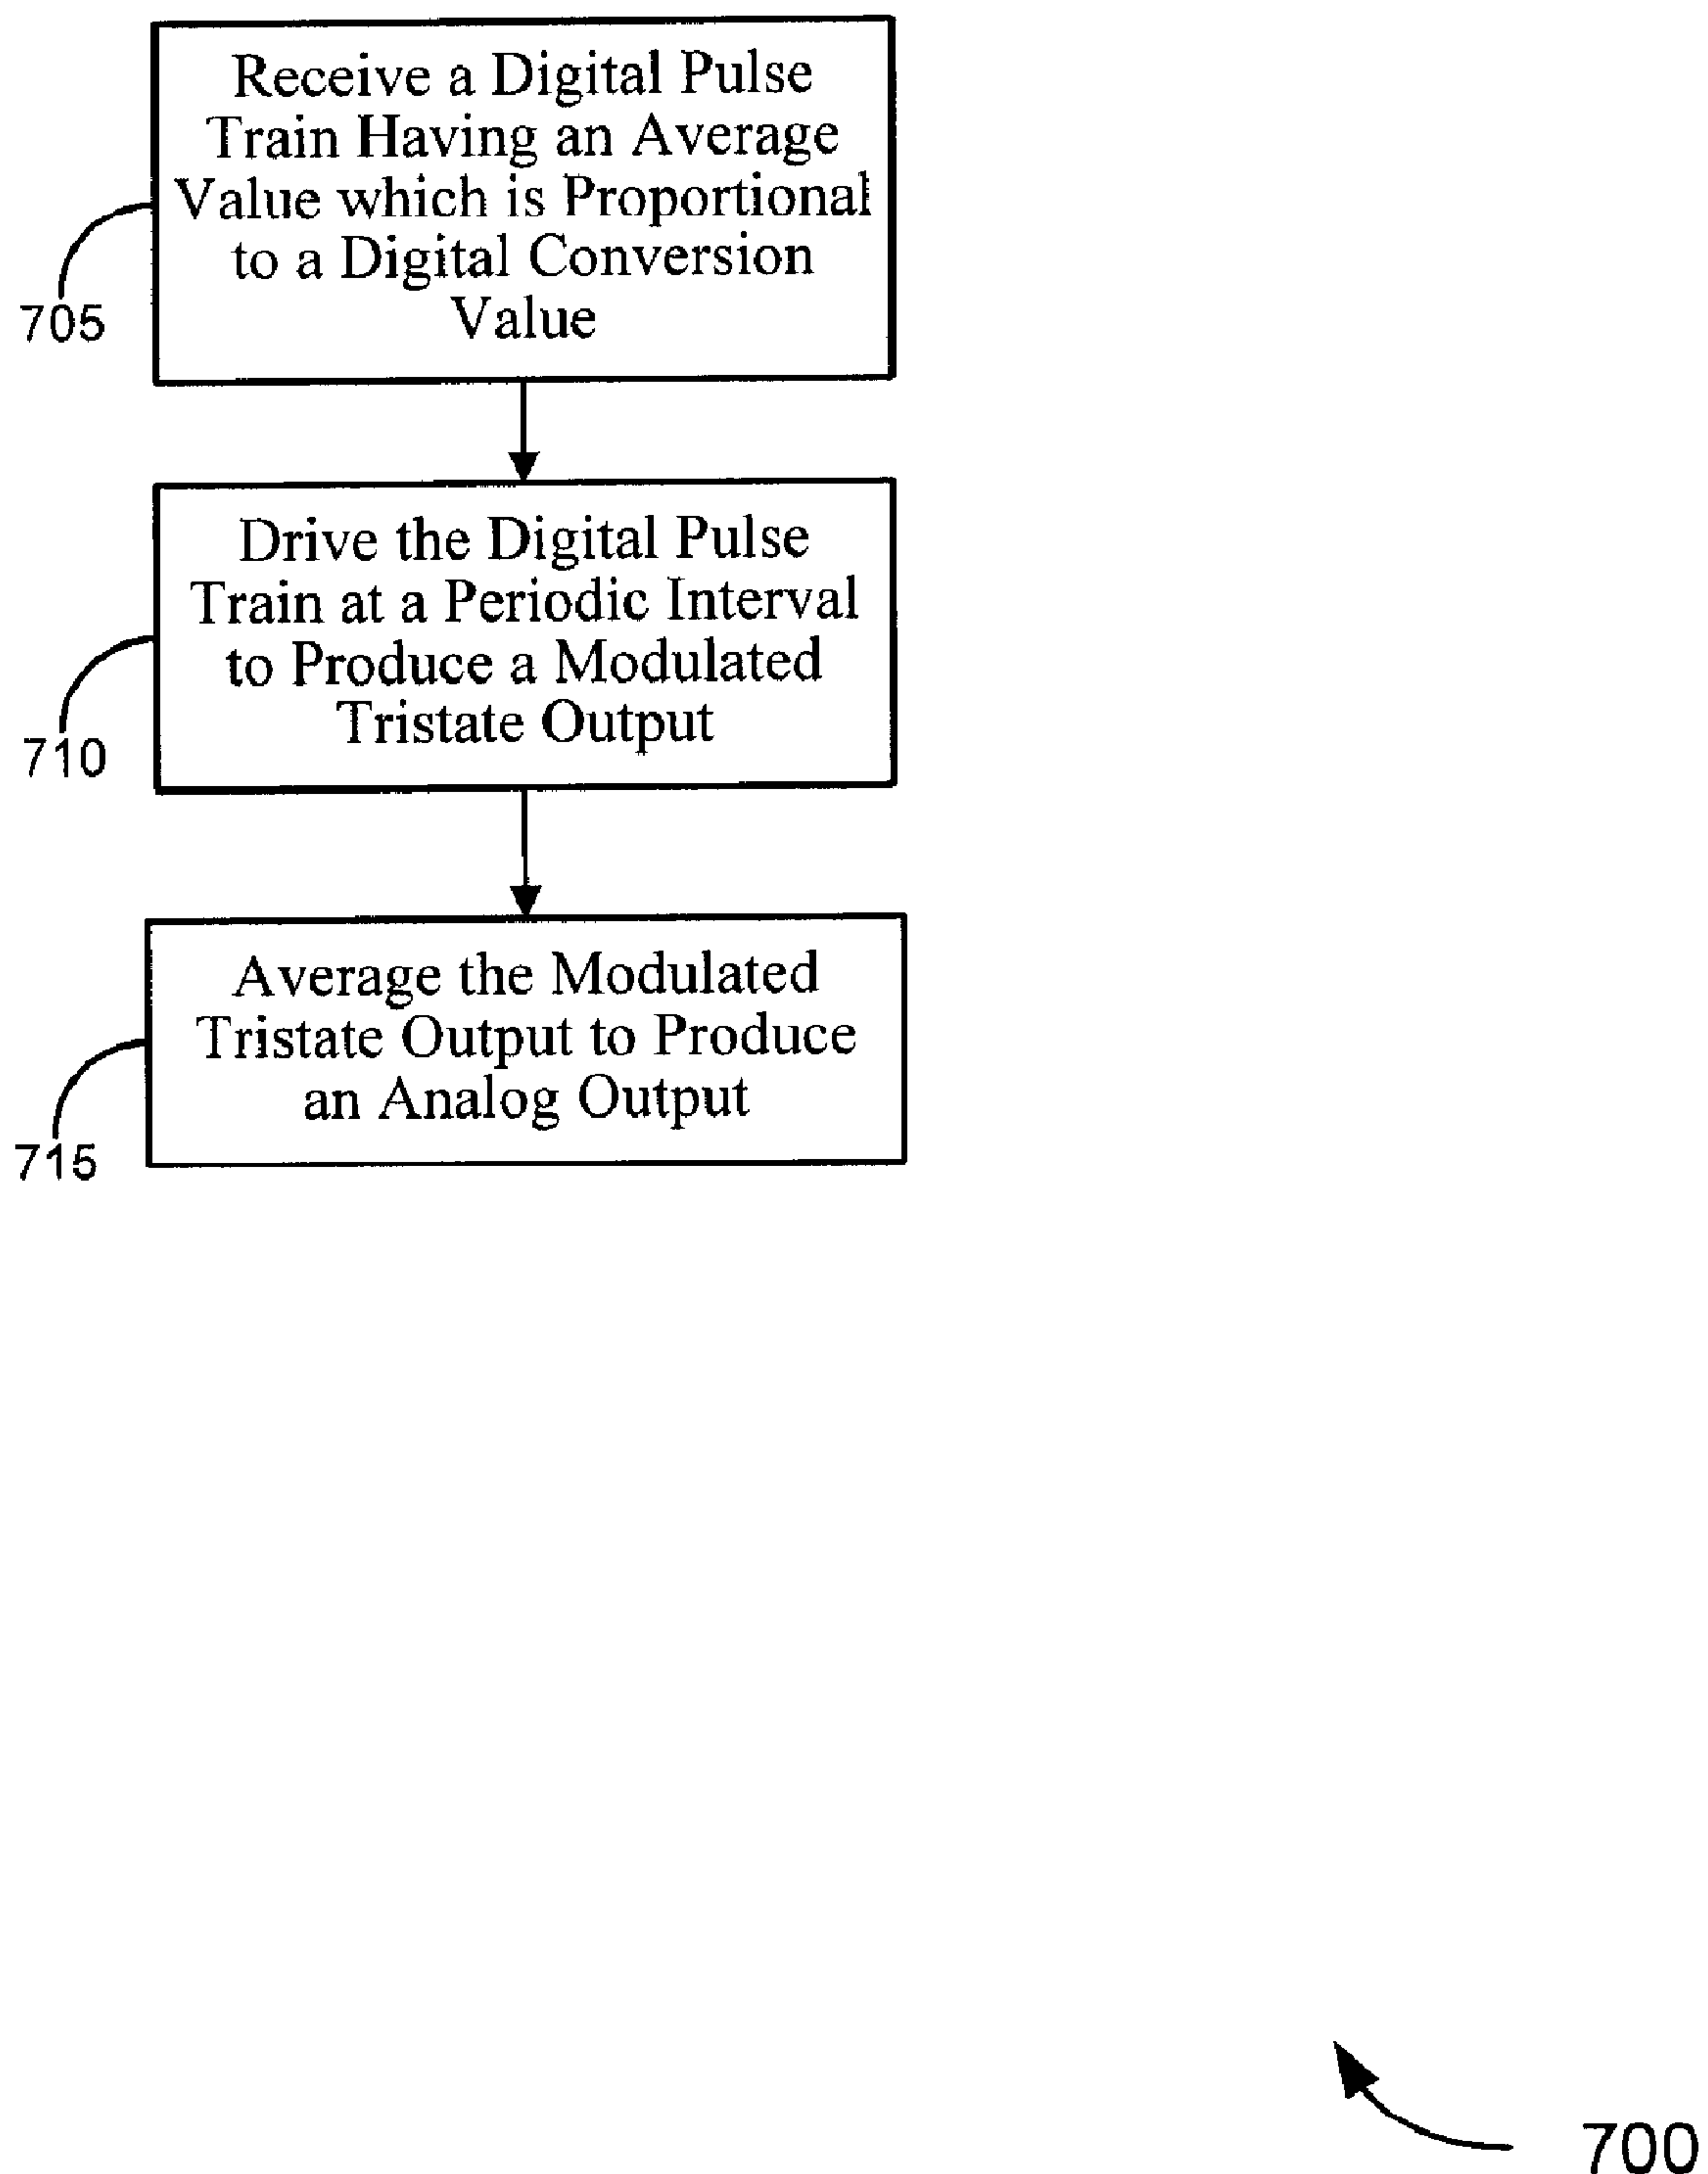 Receive a Digital Pulse
Train Having an Average
Value which is Proportional
to a Digital Conversion
Value
705
Drive the Digital Pulse
Train at a Periodic Interval
to Produce a Modulated
Tristate Output
710
Average the Modulated
Tristate Output to Produce
an Analog Output
715
700